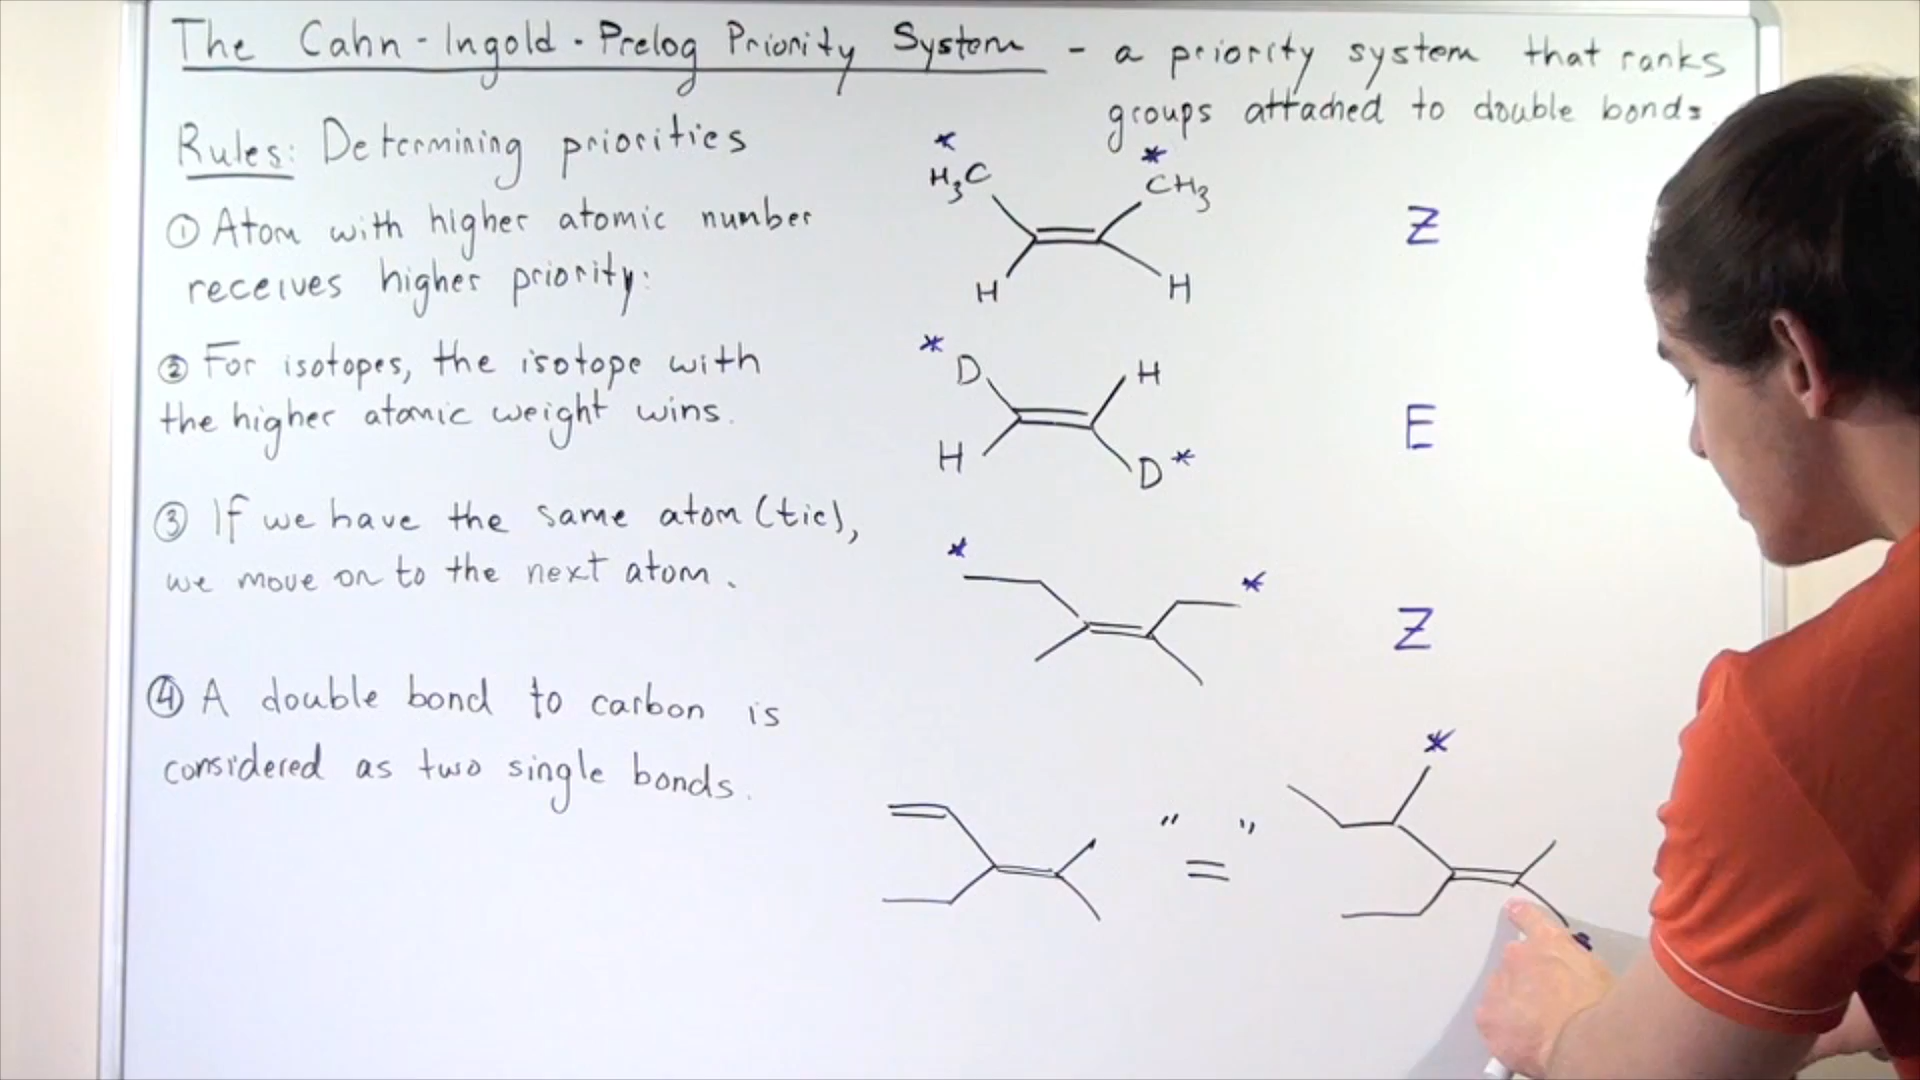 The Cahn-Ingold-Prelog Priority System - a priority system that ranks
groups attached to double bonds.
Rules: Determining priorities
① Atom with higher atomic number
receives higher priority:
② For isotopes, the isotope with
the higher atomic weight wins.
③ If we have the same atom (tie),
we move on to the next atom.
④ A double bond to carbon is
considered as two single bonds.
* *
H₃C CH₃
Z
H H
* D H
E
H D *
* *
Z
*
" = "